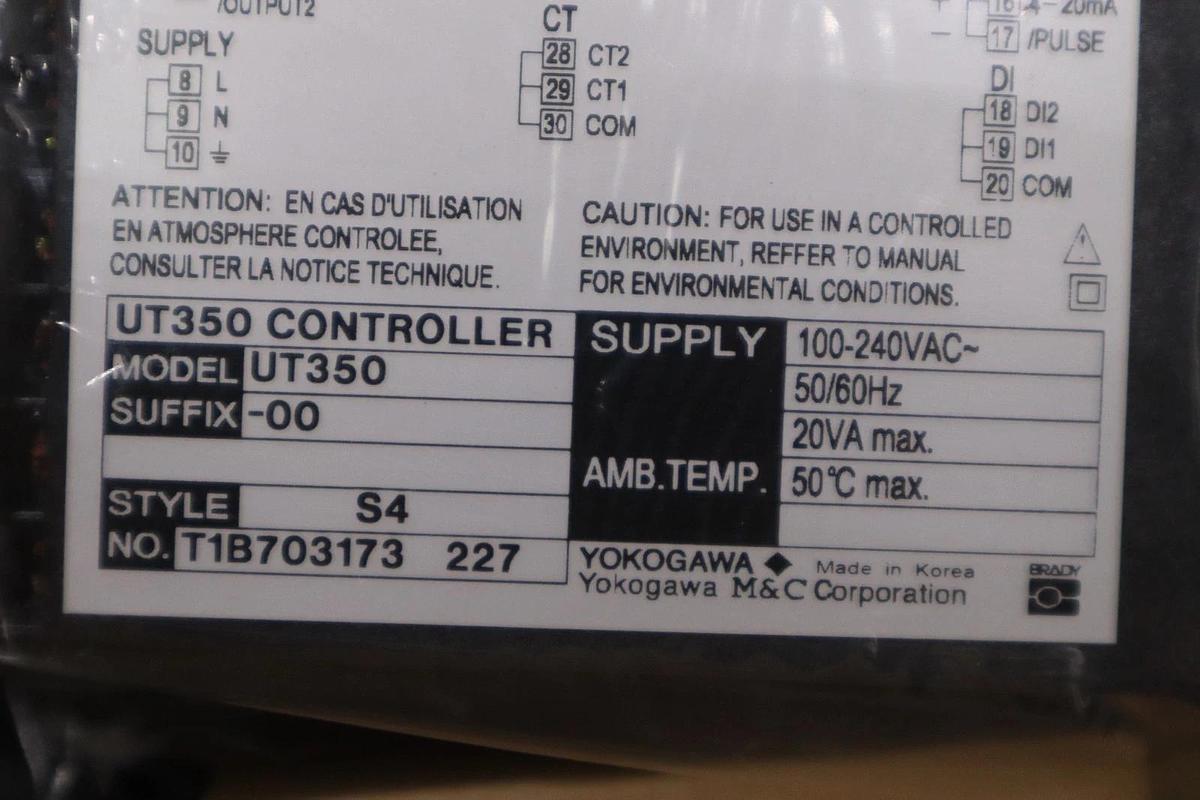 /OUTPUT2
SUPPLY
8 L
9 N
10
CT
28 CT2
29 CT1
30 COM
16 4-20mA
17 /PULSE
DI
18 DI2
19 DI1
20 COM
ATTENTION: EN CAS D'UTILISATION
EN ATMOSPHERE CONTROLEE,
CONSULTER LA NOTICE TECHNIQUE.
CAUTION: FOR USE IN A CONTROLLED
ENVIRONMENT, REFFER TO MANUAL
FOR ENVIRONMENTAL CONDITIONS.
UT350 CONTROLLER
MODEL UT350
SUFFIX -00
STYLE S4
NO. T1B703173 227
SUPPLY 100-240VAC~
50/60Hz
20VA max.
AMB.TEMP. 50°C max.
YOKOGAWA Made in Korea
Yokogawa M&C Corporation
BRADY